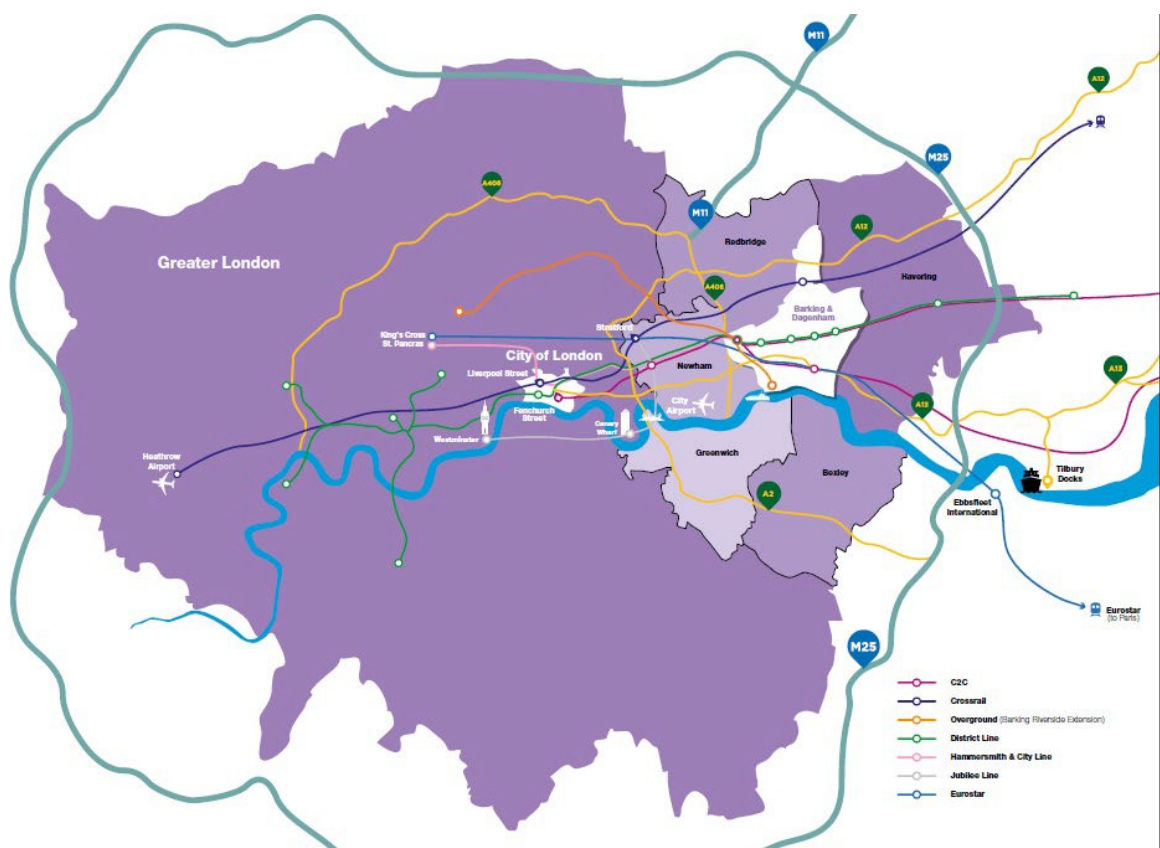 M11
A12
M25
A406
M11
Redbridge
A12
Greater London
Havering
A406
Barking &
Dagenham
Stratford
King's Cross
St. Pancras
City of London
Newham
Liverpool Street
A13
City
Airport
Fenchurch
Street
A13
Canary
Wharf
Westminster
Greenwich
Heathrow
Airport
Bexley
Tilbury
Docks
A2
Ebbsfleet
International
Eurostar
(to Paris)
M25
C2C
Crossrail
Overground (Barking Riverside Extension)
District Line
Hammersmith & City Line
Jubilee Line
Eurostar